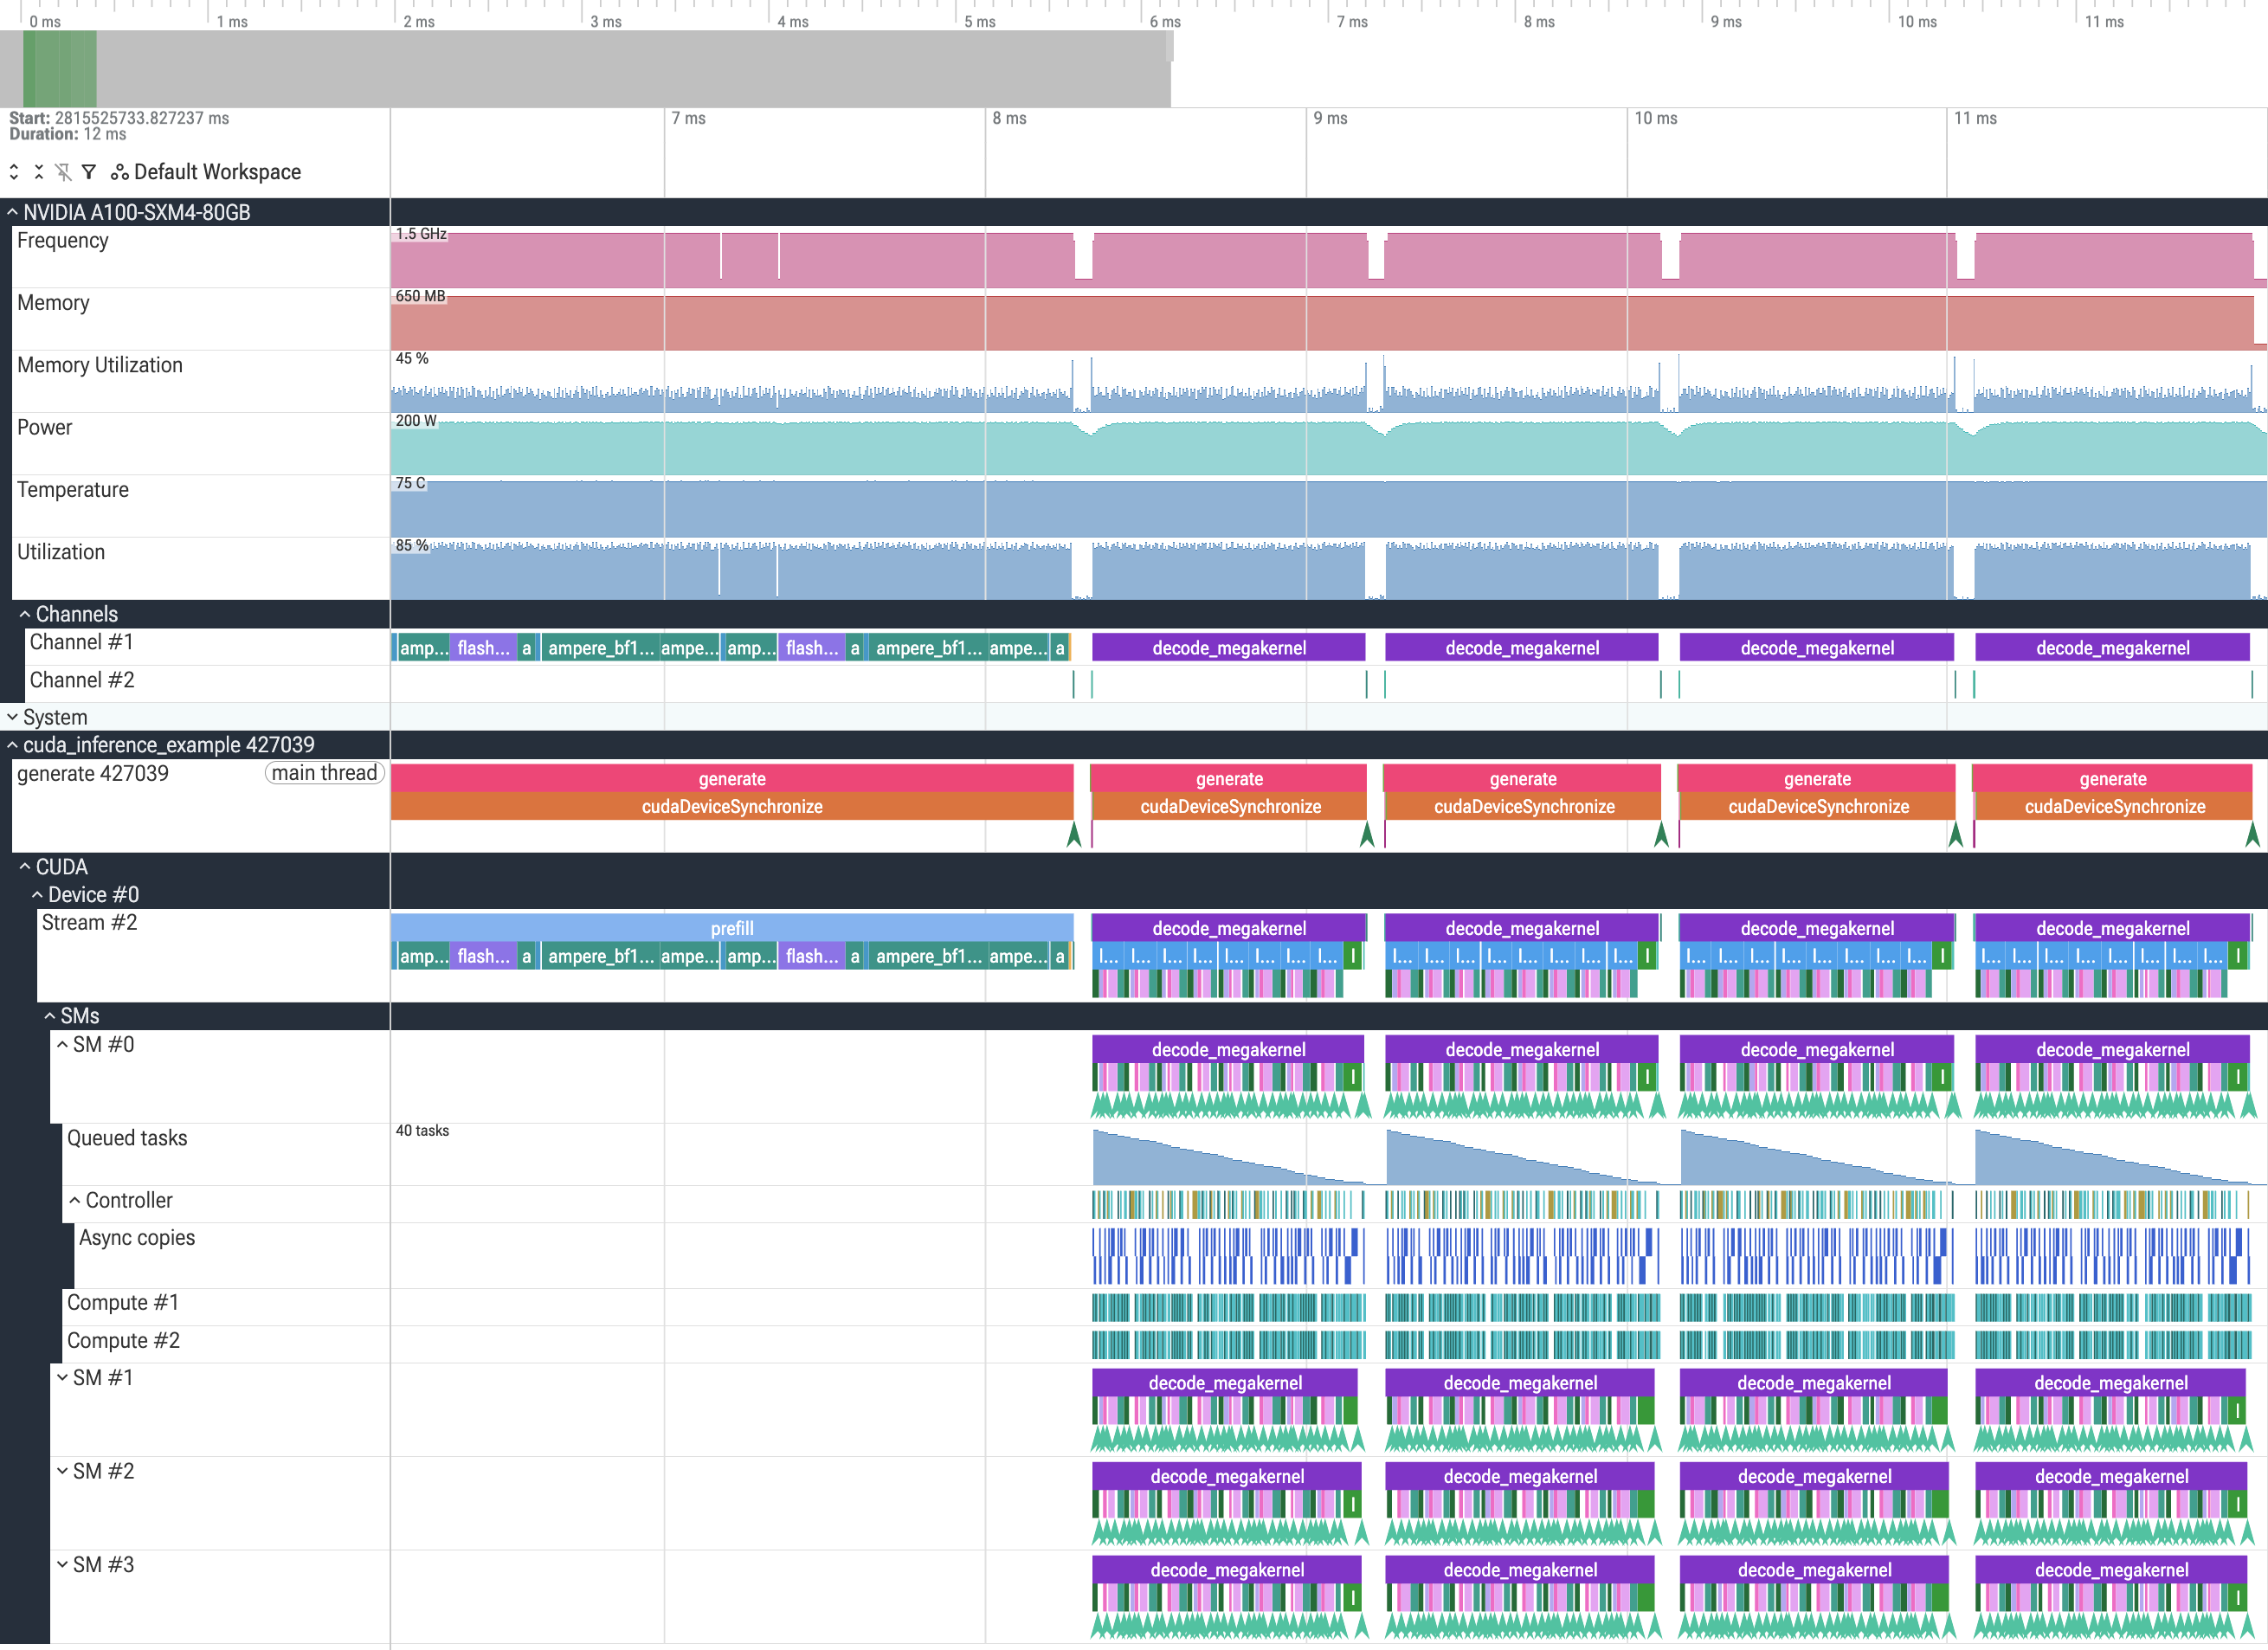 0 ms 1 ms 2 ms 3 ms 4 ms 5 ms 6 ms 7 ms 8 ms 9 ms 10 ms 11 ms
Start: 2815525733.827237 ms
Duration: 12 ms
7 ms 8 ms 9 ms 10 ms 11 ms
Default Workspace
NVIDIA A100-SXM4-80GB
Frequency 1.5 GHz
Memory 650 MB
Memory Utilization 45 %
Power 200 W
Temperature 75 C
Utilization 85 %
Channels
Channel #1 amp... flash... a ampere_bf1... ampe... amp... flash... a ampere_bf1... ampe... a decode_megakernel decode_megakernel decode_megakernel decode_megakernel
Channel #2
System
cuda_inference_example 427039
generate 427039 main thread generate generate generate generate generate
cudaDeviceSynchronize cudaDeviceSynchronize cudaDeviceSynchronize cudaDeviceSynchronize cudaDeviceSynchronize
CUDA
Device #0
Stream #2 prefill decode_megakernel decode_megakernel decode_megakernel decode_megakernel
amp... flash... a ampere_bf1... ampe... amp... flash... a ampere_bf1... ampe... a l... l... l... l... l... l... l... l... l l... l... l... l... l... l... l... l... l l... l... l... l... l... l... l... l... l l... l... l... l... l... l... l... l... l
SMs
SM #0 decode_megakernel decode_megakernel decode_megakernel decode_megakernel
l l l l
Queued tasks 40 tasks
Controller
Async copies
Compute #1
Compute #2
SM #1 decode_megakernel decode_megakernel decode_megakernel decode_megakernel
l
SM #2 decode_megakernel decode_megakernel decode_megakernel decode_megakernel
l l
SM #3 decode_megakernel decode_megakernel decode_megakernel decode_megakernel
l l